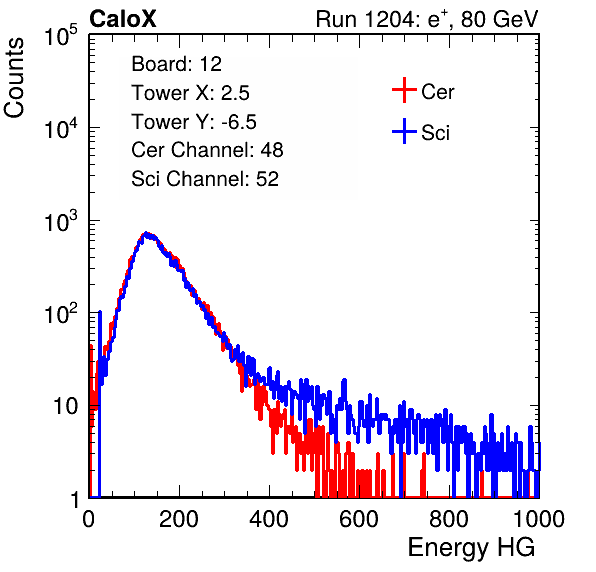 CaloX Run 1204: e⁺, 80 GeV
Counts
Board: 12
Tower X: 2.5
Tower Y: -6.5
Cer Channel: 48
Sci Channel: 52
Cer
Sci
10⁵
10⁴
10³
10²
10
1
0 200 400 600 800 1000
Energy HG